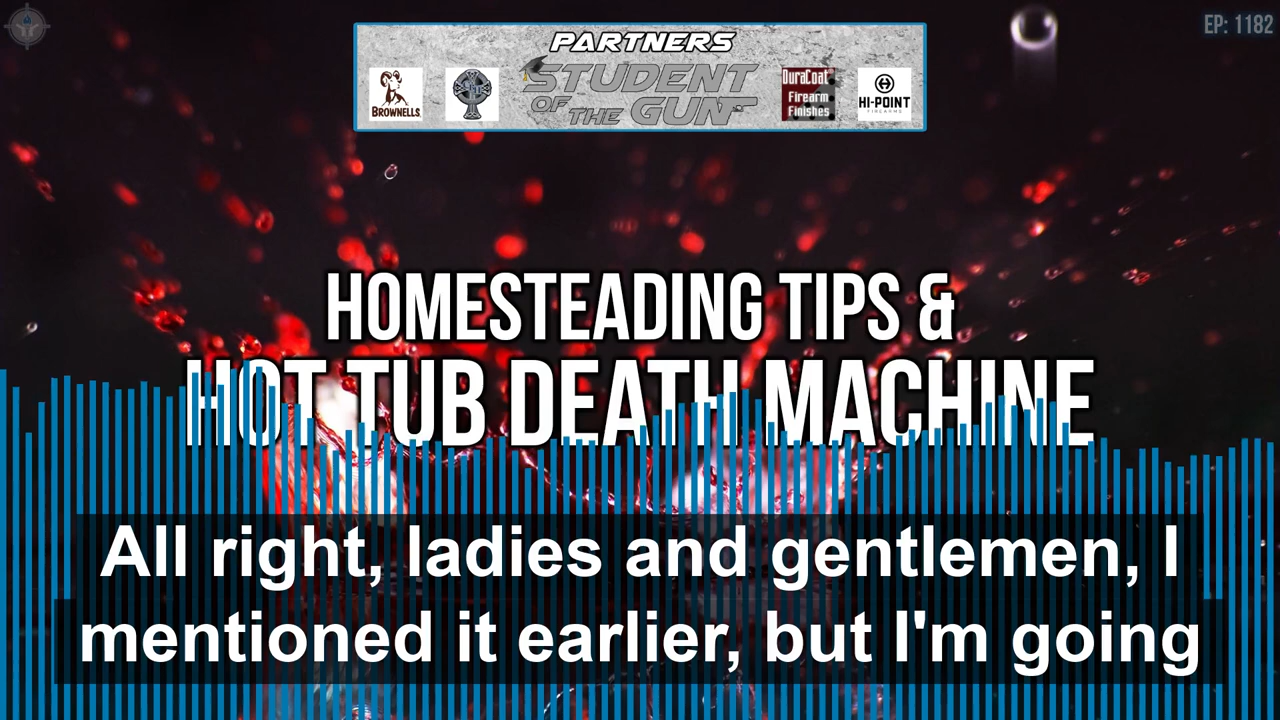 EP: 1182
PARTNERS
BROWNELLS
STUDENT
OF THE GUN
DuraCoat
Firearm
Finishes
HI-POINT
FIREARMS
HOMESTEADING TIPS &
HOT TUB DEATH MACHINE
All right, ladies and gentlemen, I
mentioned it earlier, but I'm going